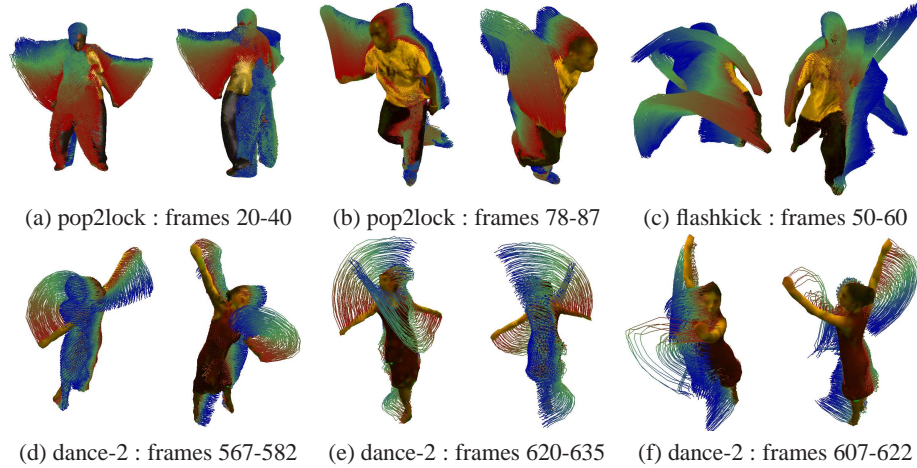 (a) pop2lock : frames 20-40
(b) pop2lock : frames 78-87
(c) flashkick : frames 50-60
(d) dance-2 : frames 567-582
(e) dance-2 : frames 620-635
(f) dance-2 : frames 607-622